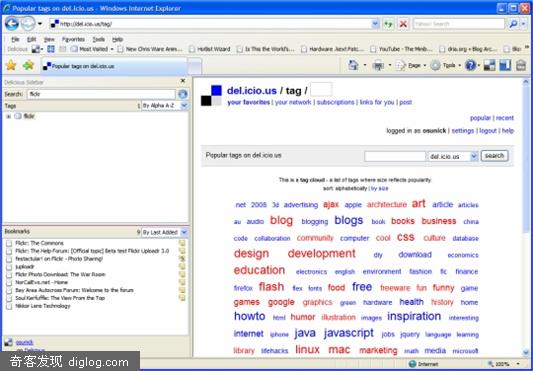 Popular tags on del.icio.us - Windows Internet Explorer
http://del.icio.us/tag/
Yahoo! Search
File Edit View Favorites Tools Help
Links Most Visited New Chris Ware Anim... Hotlist Wizard Is This the World's... Hardware YouTube - The Minib...
Popular tags on del.icio.us
Page Tools
Delicious Sidebar
Search: flickr
Tags 1 By Alpha A-Z
flickr
Bookmarks 9 By Last Added
Flickr: The Commons
Flickr: The Help Forum: [Official topic] Beta test Flickr Uploadr 3.0
festactular! on Flickr - Photo Sharing!
juploadr
Flickr Photo Download: The War Room
NorCalEvo.net - Home
Bay Area Autocross Forum: Welcome to the forum
Soul Kerfuffle: The View From the Top
Nikkor Lens Technology
osunick
on Delicious
del.icio.us / tag /
your favorites | your network | subscriptions | links for you | post
popular | recent
logged in as osunick | settings | logout | help
Popular tags on del.icio.us
del.icio.us
search
This is a tag cloud - a list of tags where size reflects popularity.
sort: alphabetically | by size
.net 2008 3d advertising ajax apple architecture art article articles
au audio blog blogging blogs book books business china
code collaboration community computer cool css culture database
design development diy download economics
education electronics english environment fashion fic finance
firefox flash flex fonts food free freeware fun funny game
games google graphics green hardware health history home
howto html humor illustration images inspiration interesting
internet iphone java javascript jobs jquery language learning
library lifehacks linux mac marketing math media microsoft
Internet 100%
奇客发现 diglog.com